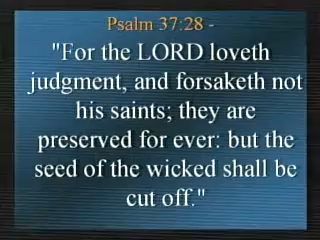 Psalm 37:28 -
"For the LORD loveth
judgment, and forsaketh not
his saints; they are
preserved for ever: but the
seed of the wicked shall be
cut off."